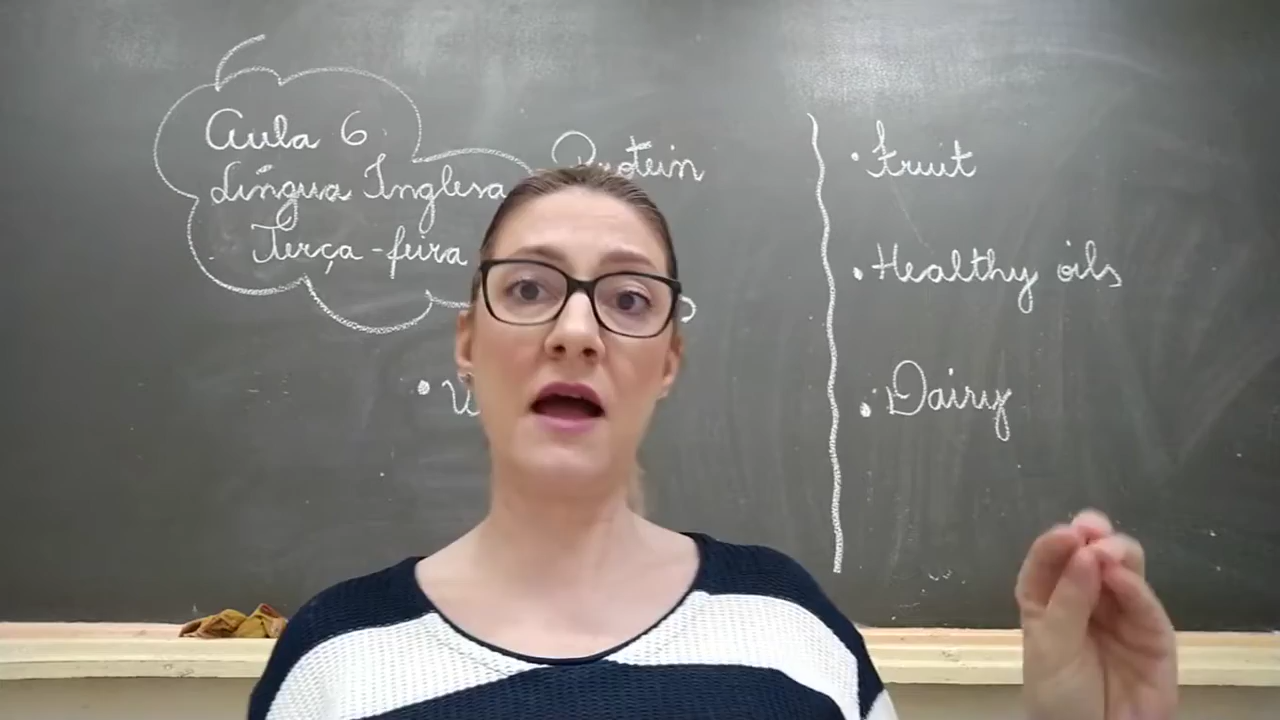 Aula 6
Língua Inglesa
Terça-feira
Protein
• Fruit
• Healthy oils
• Dairy